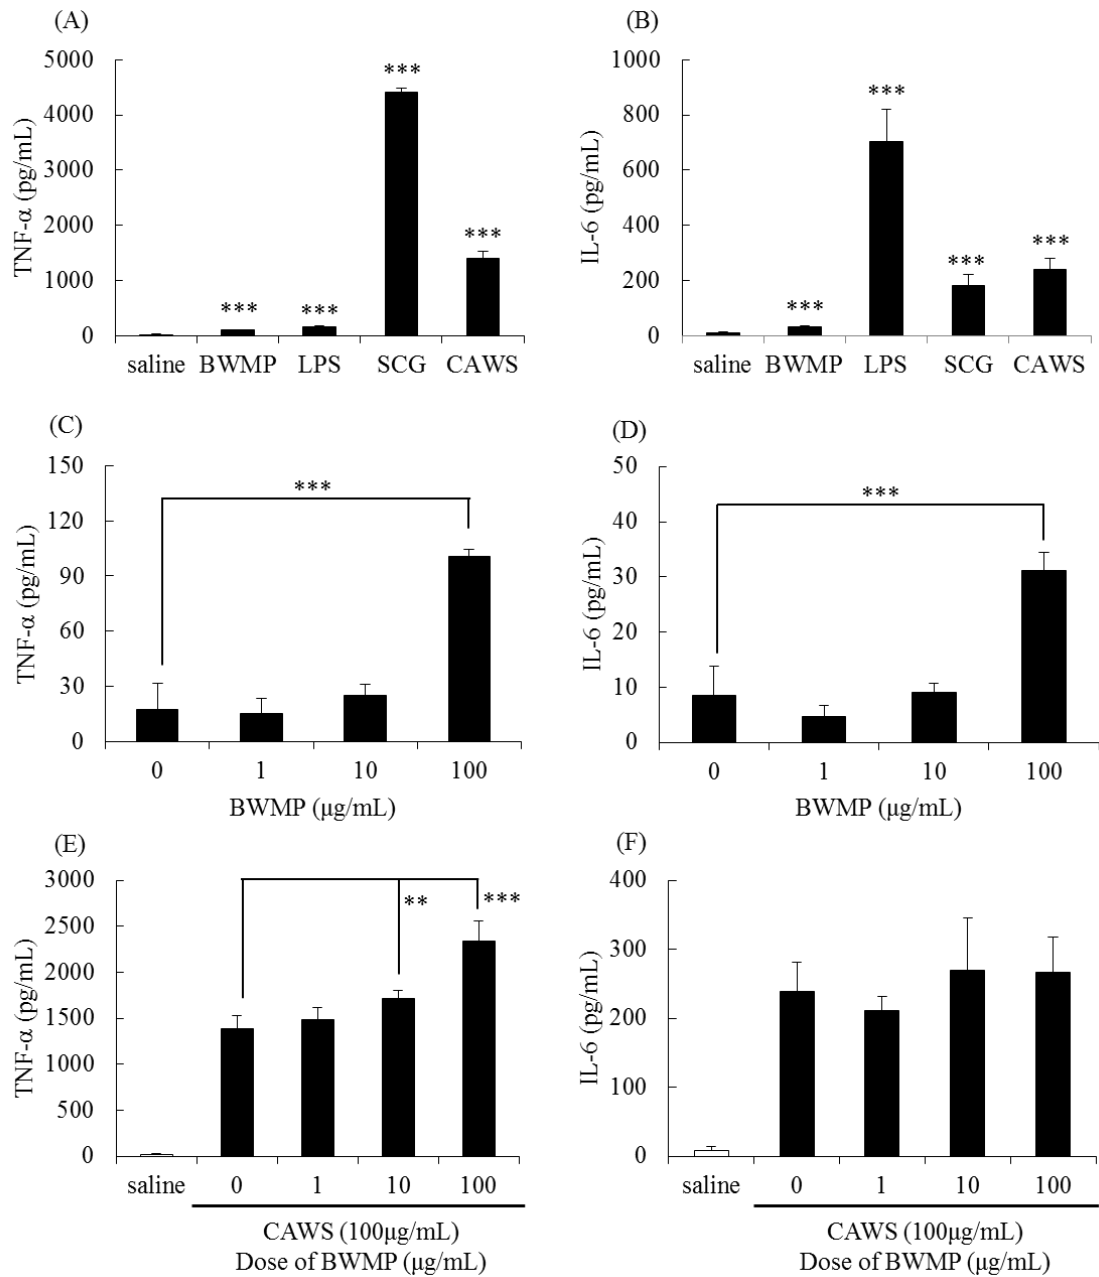 (A)
TNF-α (pg/mL)
5000
4000
3000
2000
1000
0
***
***
***
***
saline BWMP LPS SCG CAWS
(B)
IL-6 (pg/mL)
1000
800
600
400
200
0
***
***
***
***
saline BWMP LPS SCG CAWS
(C)
TNF-α (pg/mL)
150
120
90
60
30
0
***
0 1 10 100
BWMP (μg/mL)
(D)
IL-6 (pg/mL)
50
40
30
20
10
0
***
0 1 10 100
BWMP (μg/mL)
(E)
TNF-α (pg/mL)
3000
2500
2000
1500
1000
500
0
** ***
saline 0 1 10 100
CAWS (100μg/mL)
Dose of BWMP (μg/mL)
(F)
IL-6 (pg/mL)
400
300
200
100
0
saline 0 1 10 100
CAWS (100μg/mL)
Dose of BWMP (μg/mL)